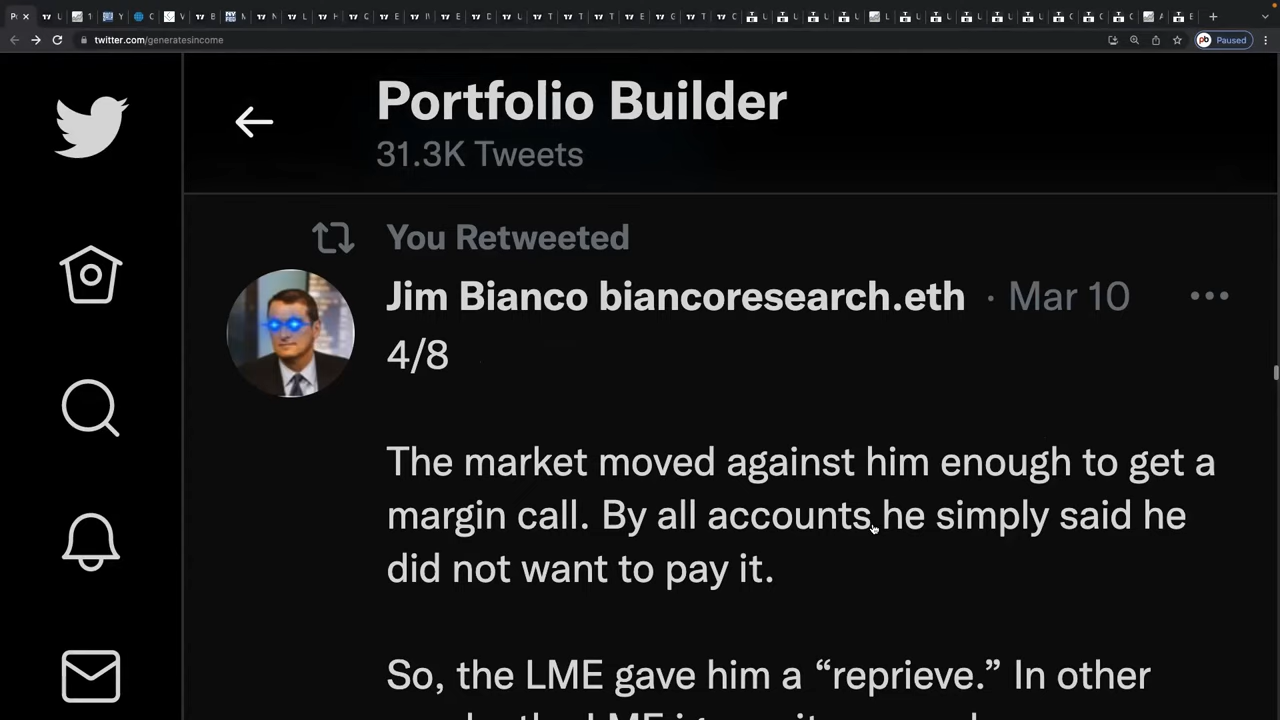 twitter.com/generatesincome
Paused
Portfolio Builder
31.3K Tweets
You Retweeted
Jim Bianco biancoresearch.eth · Mar 10
4/8
The market moved against him enough to get a
margin call. By all accounts he simply said he
did not want to pay it.
So, the LME gave him a “reprieve.” In other